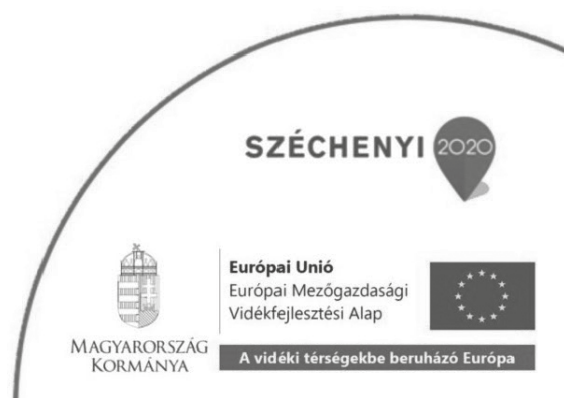 SZÉCHENYI 2020
Európai Unió
Európai Mezőgazdasági
Vidékfejlesztési Alap
MAGYARORSZÁG
KORMÁNYA
A vidéki térségekbe beruházó Európa